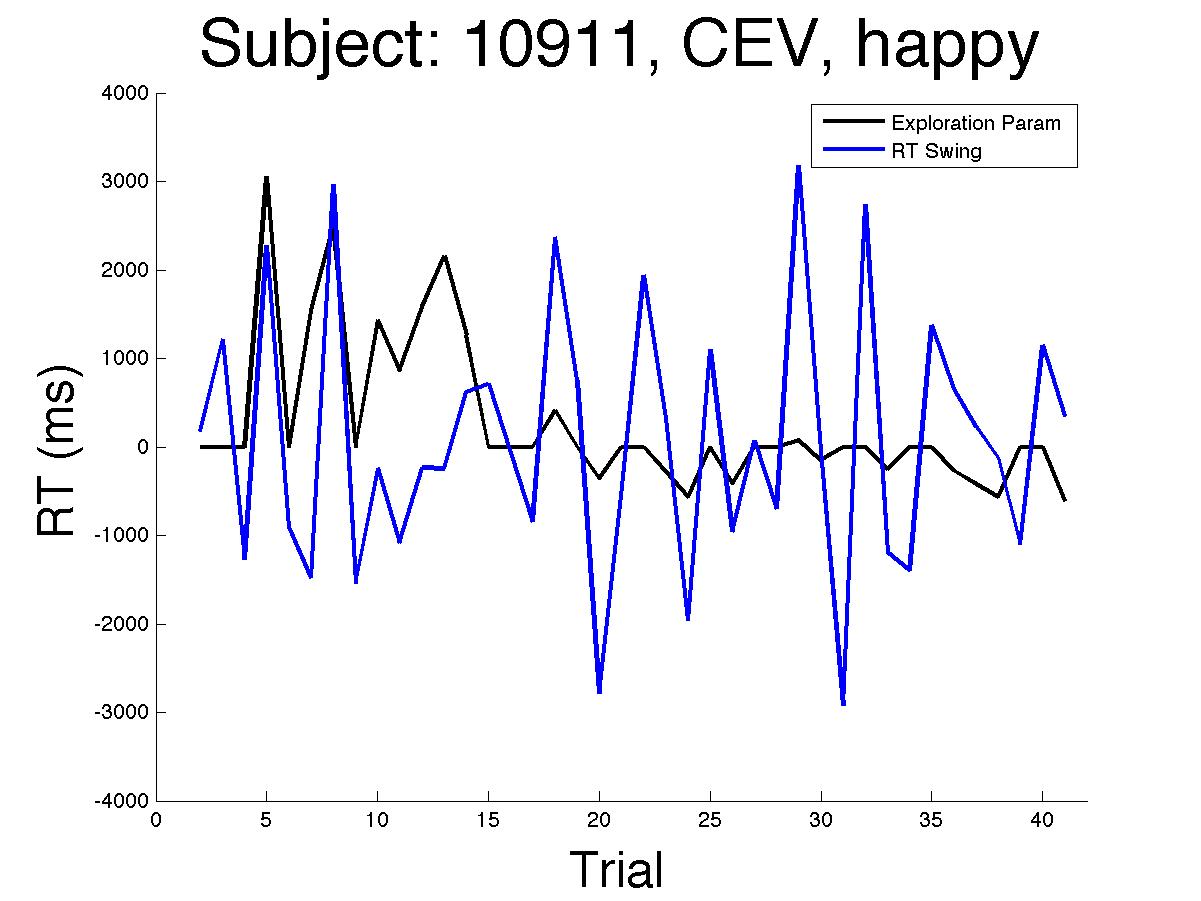 Subject: 10911, CEV, happy
4000
3000
2000
1000
0
-1000
-2000
-3000
-4000
RT (ms)
Exploration Param
RT Swing
0 5 10 15 20 25 30 35 40
Trial